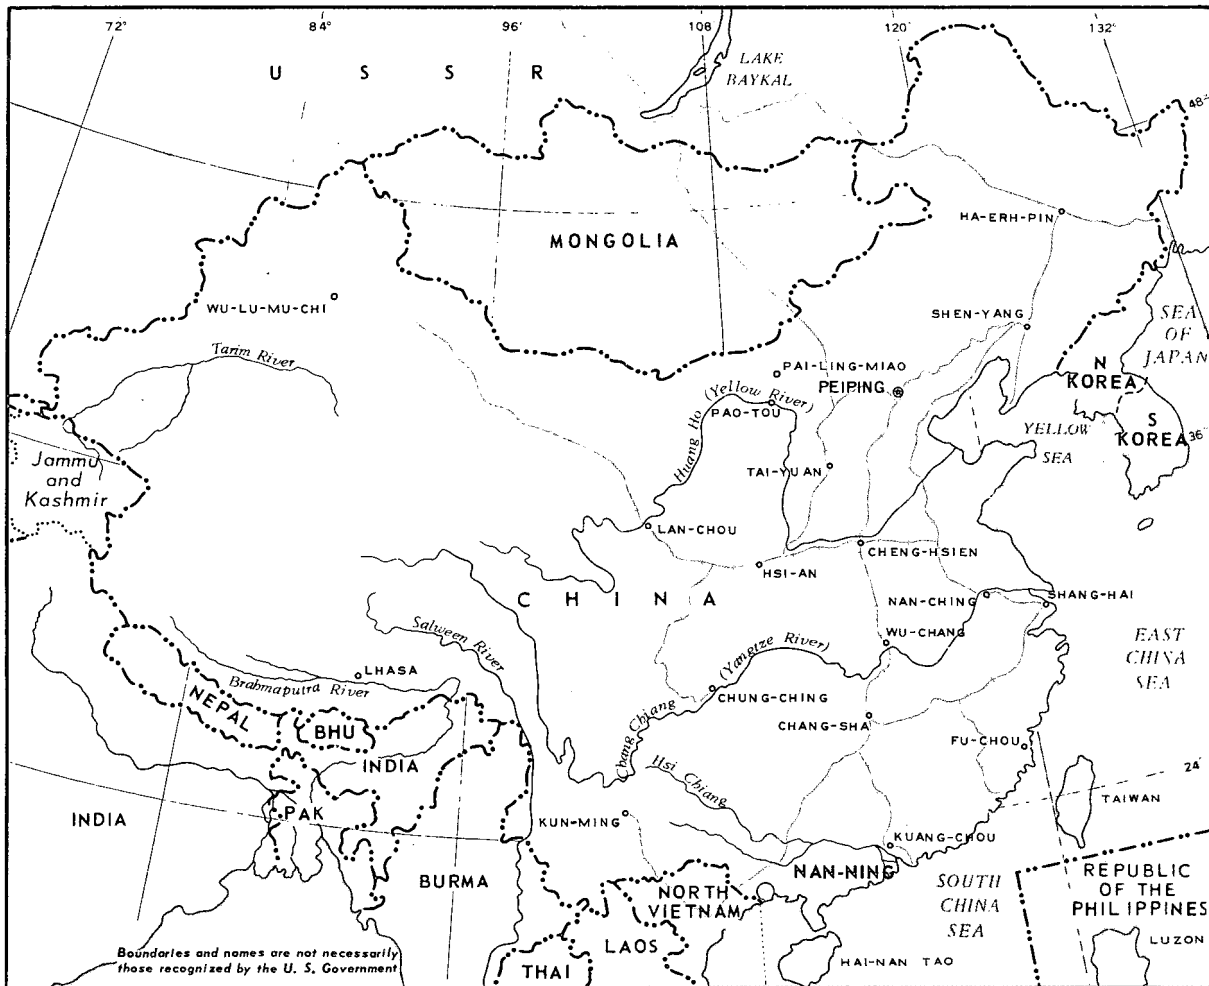 72°
84°
96°
108
120°
132°
U S S R
LAKE
BAYKAL
48°
HA-ERH-PIN
MONGOLIA
WU-LU-MU-CHI
SHEN-YANG
SEA
OF
JAPAN
Tarim River
PAI-LING-MIAO
PEIPING
N
KOREA
Huang Ho (Yellow River)
PAO-TOU
S
KOREA
36°
YELLOW
SEA
TAI-YUAN
Jammu
and
Kashmir
LAN-CHOU
CHENG-HSIEN
HSI-AN
CHINA
NAN-CHING
SHANG-HAI
Salween River
WU-CHANG
EAST
CHINA
SEA
LHASA
Brahmaputra River
Chang Chiang (Yangtze River)
CHUNG-CHING
NEPAL
BHU
CHANG-SHA
FU-CHOU
INDIA
Hsi Chiang
24°
TAIWAN
PAK
INDIA
KUN-MING
KUANG-CHOU
BURMA
NAN-NING
NORTH
VIETNAM
SOUTH
CHINA
SEA
REPUBLIC
OF THE
PHILIPPINES
LAOS
LUZON
THAI
HAI-NAN TAO
Boundaries and names are not necessarily
those recognized by the U. S. Government